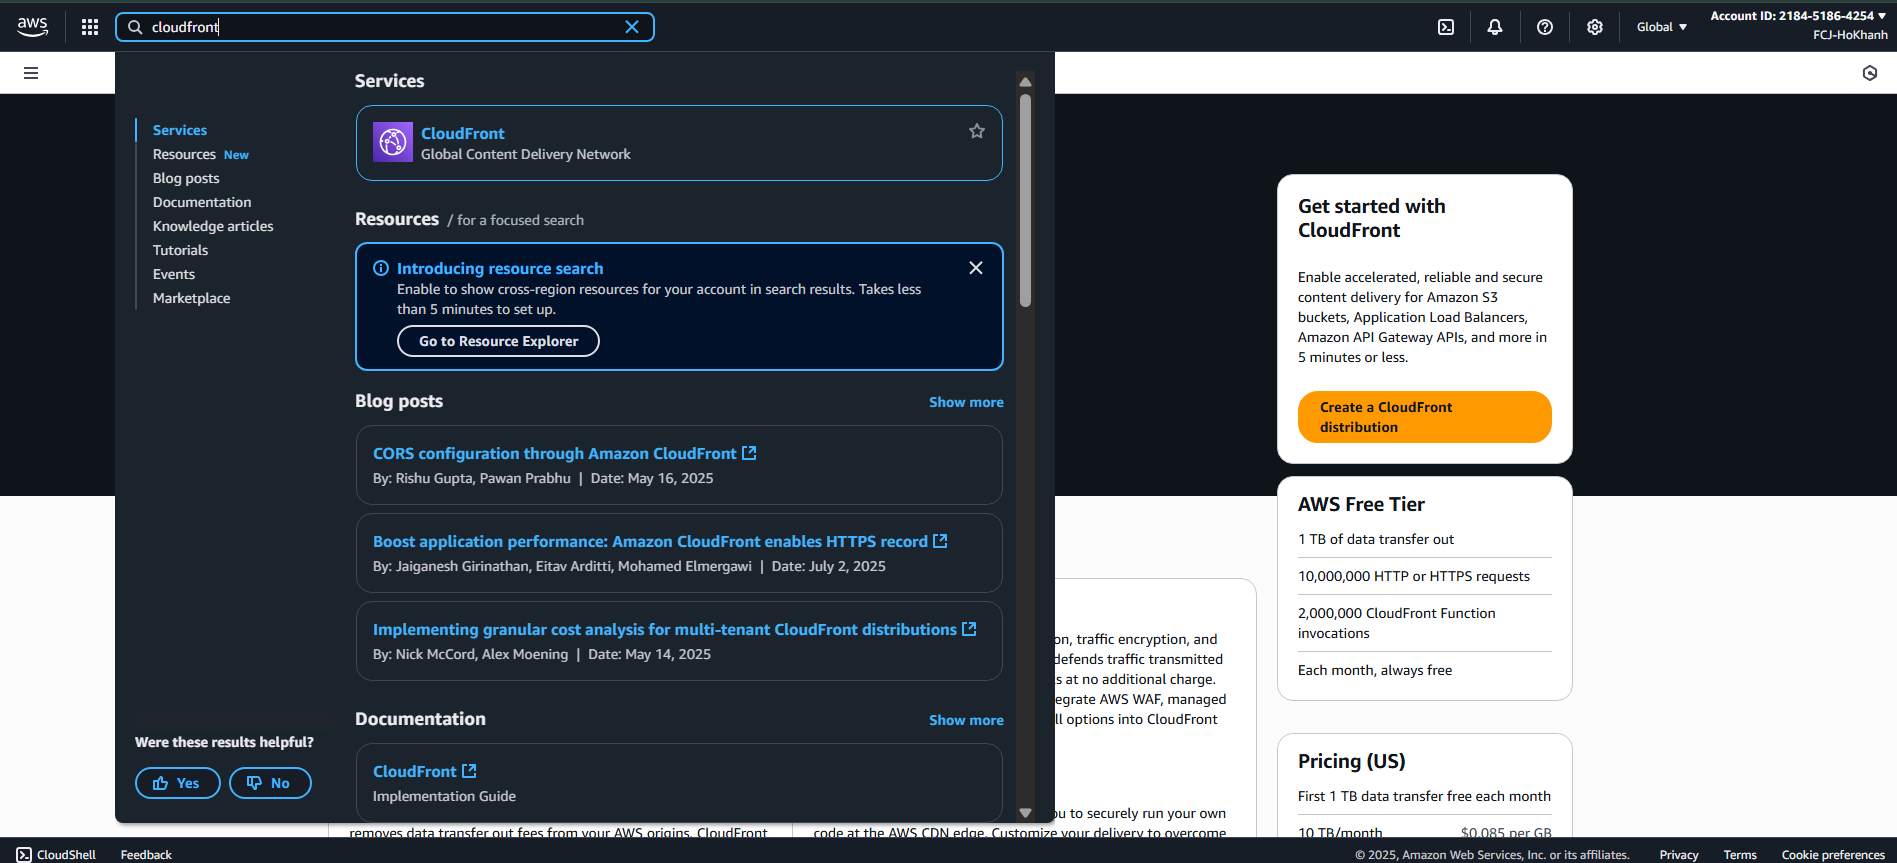 aws
cloudfront
Global
Account ID: 2184-5186-4254
FCJ-HoKhanh
Services
Resources New
Blog posts
Documentation
Knowledge articles
Tutorials
Events
Marketplace
Were these results helpful?
Yes
No
Services
CloudFront
Global Content Delivery Network
Resources / for a focused search
Introducing resource search
Enable to show cross-region resources for your account in search results. Takes less
than 5 minutes to set up.
Go to Resource Explorer
Blog posts
Show more
CORS configuration through Amazon CloudFront
By: Rishu Gupta, Pawan Prabhu | Date: May 16, 2025
Boost application performance: Amazon CloudFront enables HTTPS record
By: Jaiganesh Girinathan, Eitav Arditti, Mohamed Elmergawi | Date: July 2, 2025
Implementing granular cost analysis for multi-tenant CloudFront distributions
By: Nick McCord, Alex Moening | Date: May 14, 2025
Documentation
Show more
CloudFront
Implementation Guide
on, traffic encryption, and
defends traffic transmitted
s at no additional charge.
egrate AWS WAF, managed
ll options into CloudFront
ou to securely run your own
removes data transfer out fees from your AWS origins. CloudFront
code at the AWS CDN edge. Customize your delivery to overcome
Get started with
CloudFront
Enable accelerated, reliable and secure
content delivery for Amazon S3
buckets, Application Load Balancers,
Amazon API Gateway APIs, and more in
5 minutes or less.
Create a CloudFront
distribution
AWS Free Tier
1 TB of data transfer out
10,000,000 HTTP or HTTPS requests
2,000,000 CloudFront Function
invocations
Each month, always free
Pricing (US)
First 1 TB data transfer free each month
10 TB/month $0.085 per GB
CloudShell
Feedback
© 2025, Amazon Web Services, Inc. or its affiliates.
Privacy
Terms
Cookie preferences